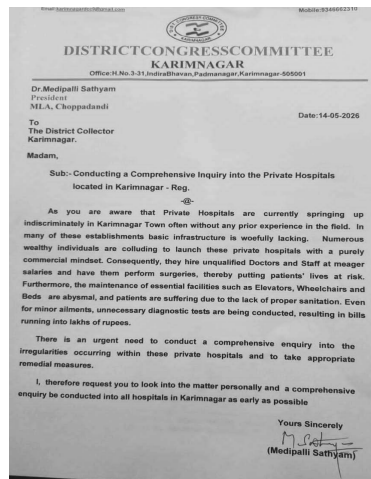 DISTRICTCONGRESSCOMMITTEE
KARIMNAGAR
Office:H.No.3-31,IndiraBhavan,Padmanagar,Karimnagar-505001
Dr.Medipalli Sathyam
President
MLA, Choppadandi
Date:14-05-2026
To
The District Collector
Karimnagar.
Madam,
Sub:- Conducting a Comprehensive Inquiry into the Private Hospitals
located in Karimnagar - Reg.
-@-
As you are aware that Private Hospitals are currently springing up
indiscriminately in Karimnagar Town often without any prior experience in the field. In
many of these establishments basic infrastructure is woefully lacking. Numerous
wealthy individuals are colluding to launch these private hospitals with a purely
commercial mindset. Consequently, they hire unqualified Doctors and Staff at meager
salaries and have them perform surgeries, thereby putting patients' lives at risk.
Furthermore, the maintenance of essential facilities such as Elevators, Wheelchairs and
Beds are abysmal, and patients are suffering due to the lack of proper sanitation. Even
for minor ailments, unnecessary diagnostic tests are being conducted, resulting in bills
running into lakhs of rupees.
There is an urgent need to conduct a comprehensive enquiry into the
irregularities occurring within these private hospitals and to take appropriate
remedial measures.
I, therefore request you to look into the matter personally and a comprehensive
enquiry be conducted into all hospitals in Karimnagar as early as possible
Yours Sincerely
(Medipalli Sathyam)